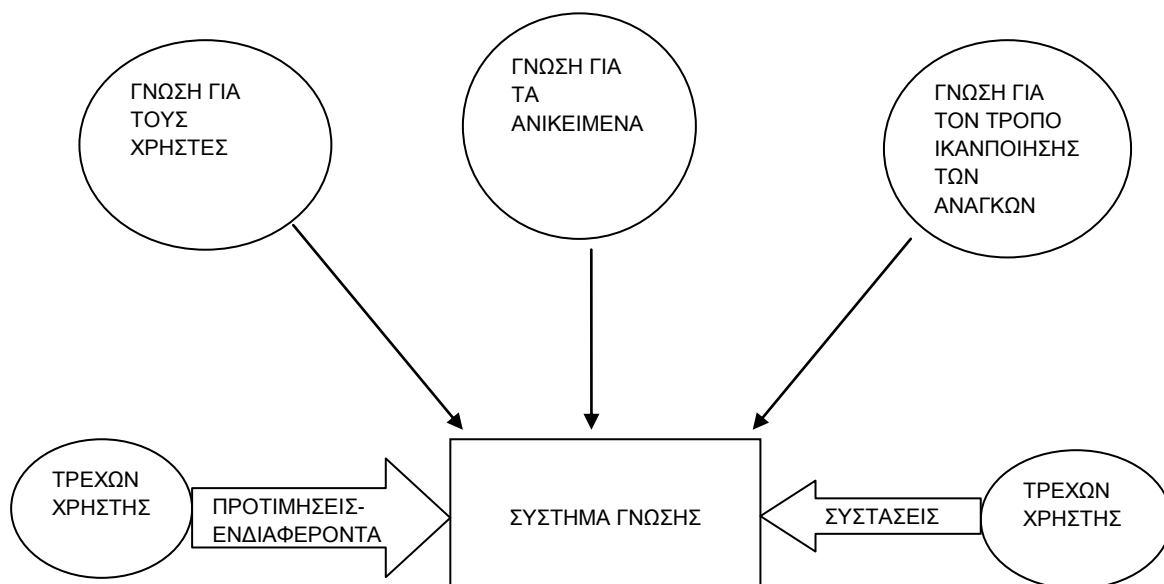 ΓΝΩΣΗ ΓΙΑ
ΤΟΥΣ
ΧΡΗΣΤΕΣ
ΓΝΩΣΗ ΓΙΑ
ΤΑ
ΑΝΙΚΕΙΜΕΝΑ
ΓΝΩΣΗ ΓΙΑ
ΤΟΝ ΤΡΟΠΟ
ΙΚΑΝΠΟΙΗΣΗΣ
ΤΩΝ
ΑΝΑΓΚΩΝ
ΤΡΕΧΩΝ
ΧΡΗΣΤΗΣ
ΠΡΟΤΙΜΗΣΕΙΣ-
ΕΝΔΙΑΦΕΡΟΝΤΑ
ΣΥΣΤΗΜΑ ΓΝΩΣΗΣ
ΣΥΣΤΑΣΕΙΣ
ΤΡΕΧΩΝ
ΧΡΗΣΤΗΣ